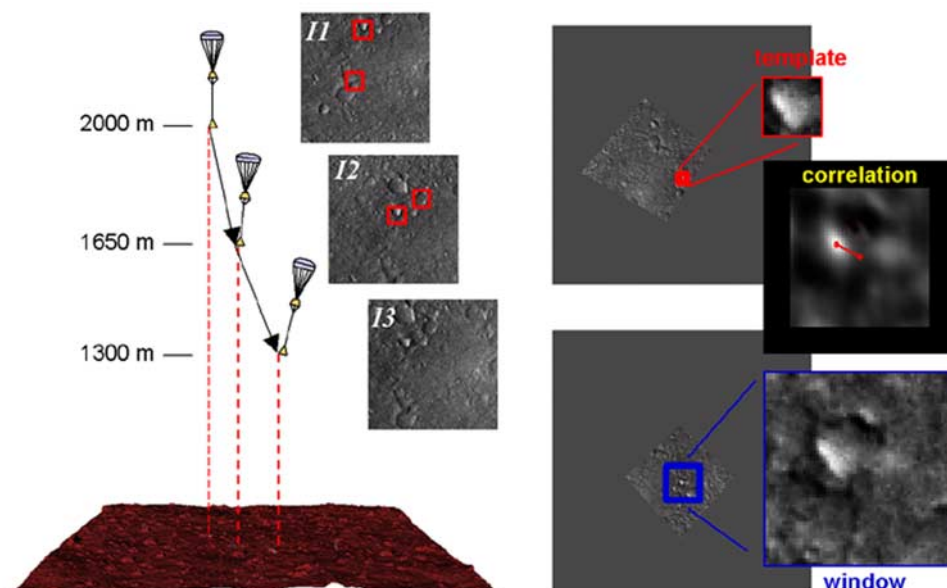 I1
2000 m
I2
1650 m
I3
1300 m
template
correlation
window